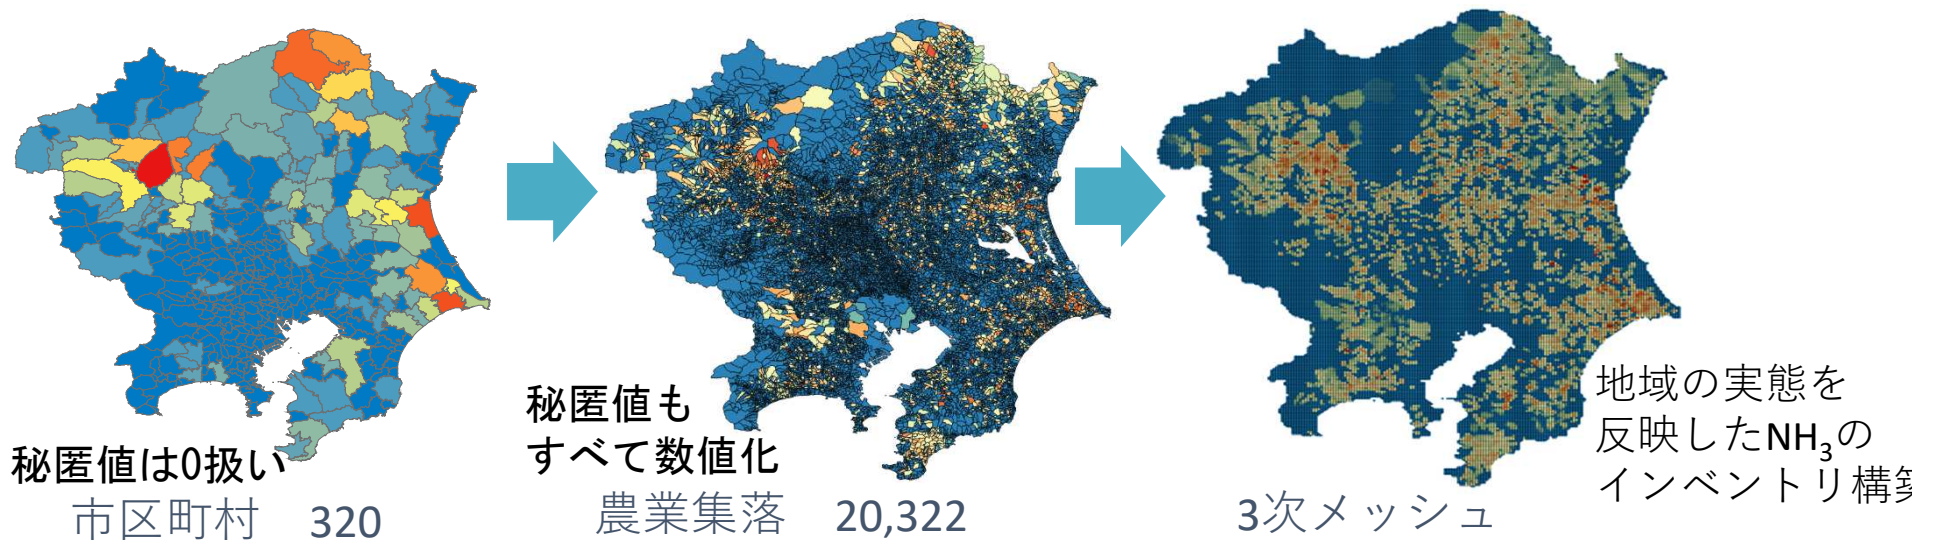 秘匿値は0扱い
市区町村 320
秘匿値も
すべて数値化
農業集落 20,322
3次メッシュ
地域の実態を
反映したNH₃の
インベントリ構築